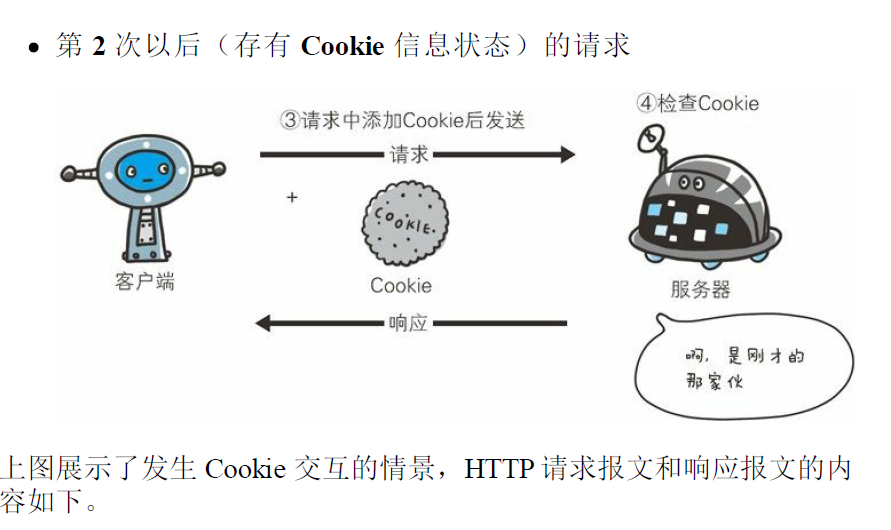 • 第 2 次以后（存有 Cookie 信息状态）的请求
④检查Cookie
③请求中添加Cookie后发送
请求
+
COOKIE.
客户端
Cookie
服务器
响应
啊，是刚才的
那家伙
上图展示了发生 Cookie 交互的情景，HTTP 请求报文和响应报文的内
容如下。